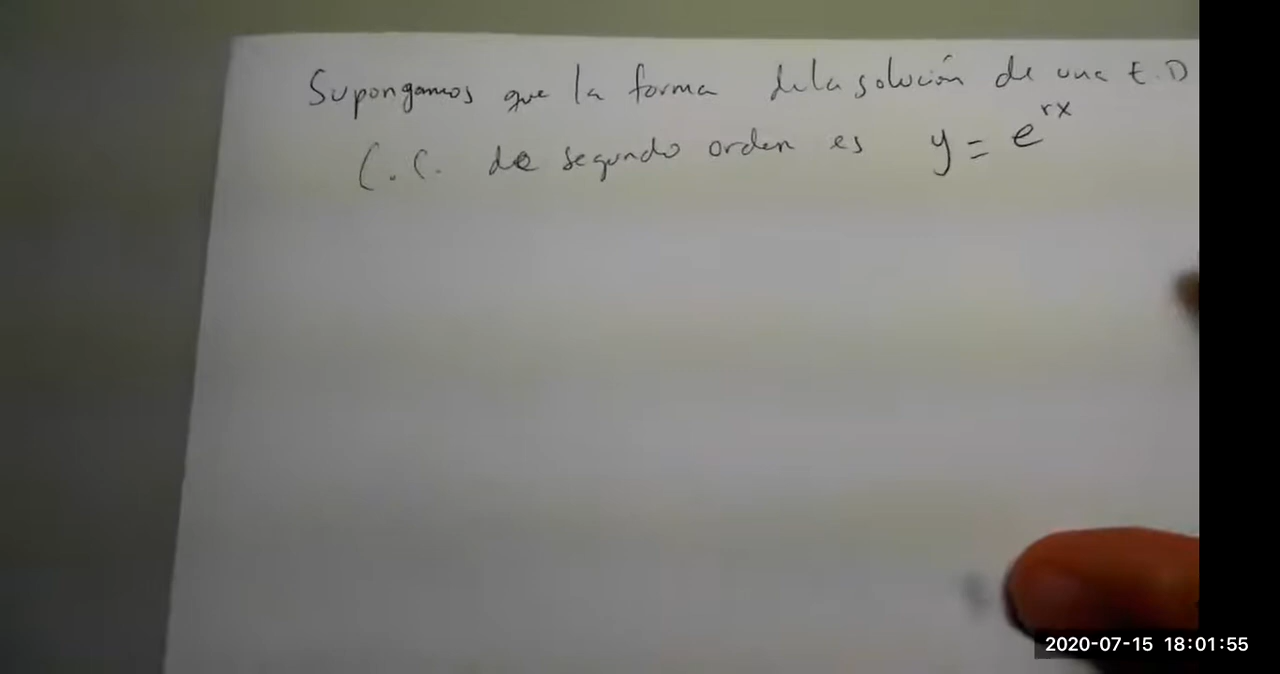 Supongamos que la forma de la solución de una E.D
C.C. de segundo orden es y = e^{rx}
2020-07-15 18:01:55